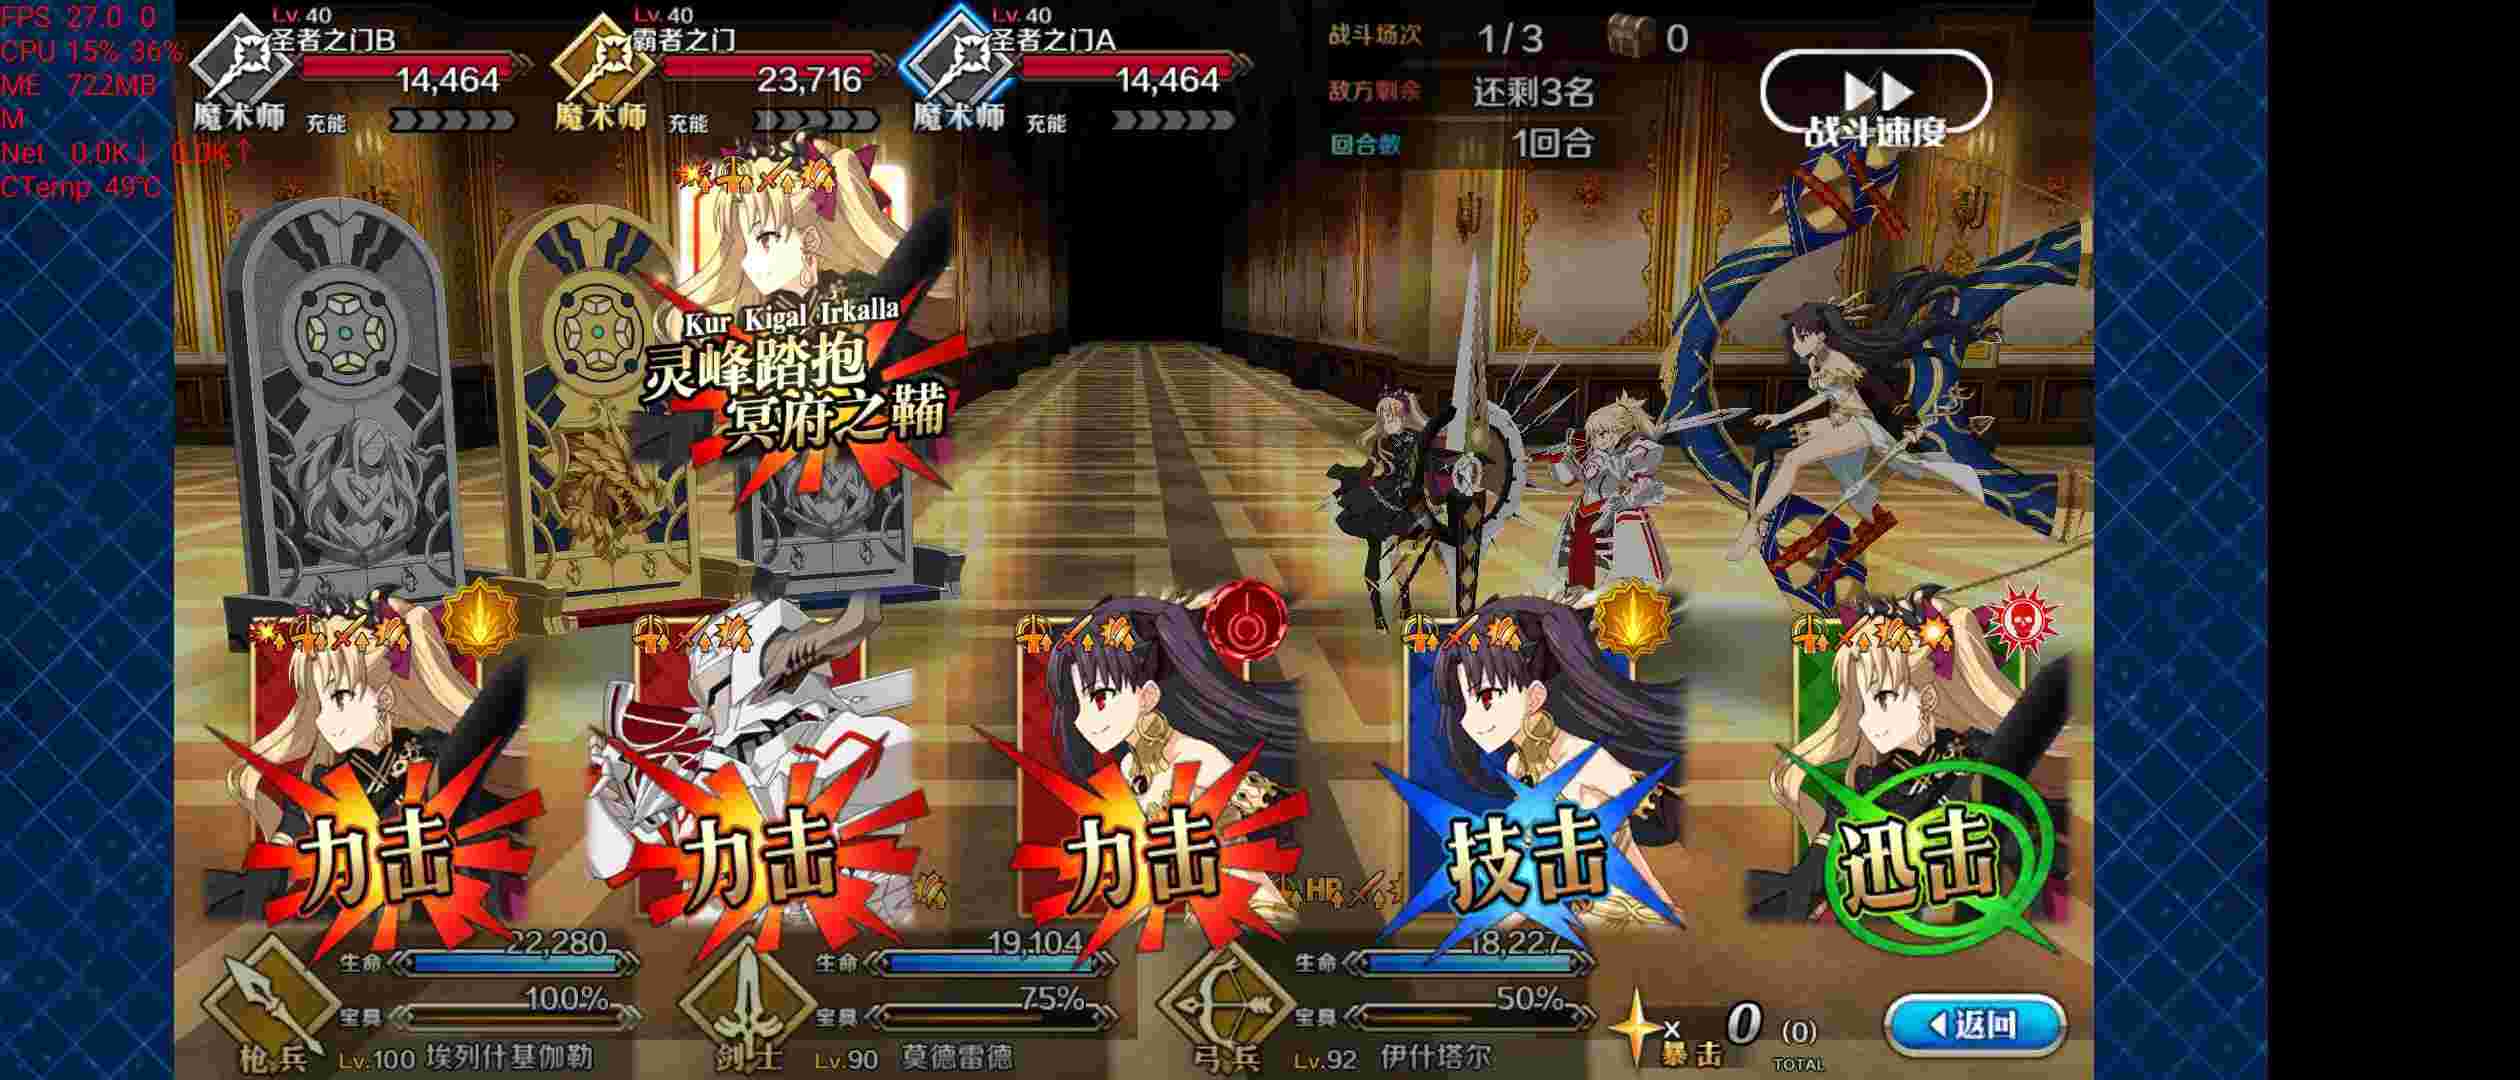 FPS 27.0 0
CPU 15% 36%
ME 722MB
M
Net 0.0K↓ 0.0K↑
CTemp 49℃
Lv.40
圣者之门B
14,464
魔术师 充能
Lv.40
霸者之门
23,716
魔术师 充能
Lv.40
圣者之门A
14,464
魔术师 充能
战斗场次 1/3 0
敌方剩余 还剩3名
回合数 1回合
战斗速度
Kur Kigal Irkalla
灵峰踏抱
冥府之鞴
力击
力击
力击
技击
迅击
HP
生命 22,280
宝具 100%
枪兵 Lv.100 埃列什基伽勒
生命 19,104
宝具 75%
剑士 Lv.90 莫德雷德
生命 18,227
宝具 50%
弓兵 Lv.92 伊什塔尔
x 0 (0)
暴击 TOTAL
返回